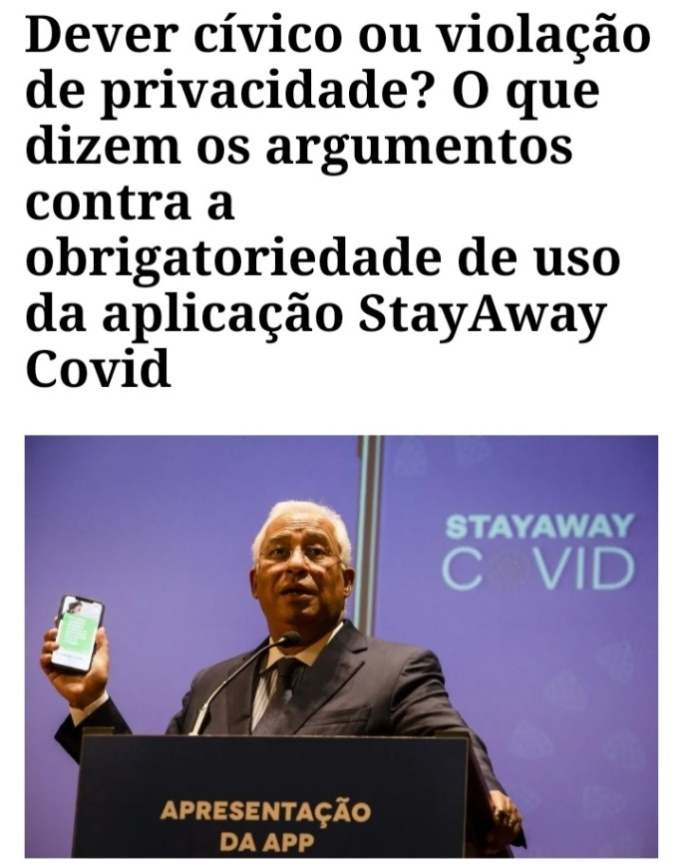 Dever cívico ou violação
de privacidade? O que
dizem os argumentos
contra a
obrigatoriedade de uso
da aplicação StayAway
Covid
STAYAWAY
COVID
APRESENTAÇÃO
DA APP